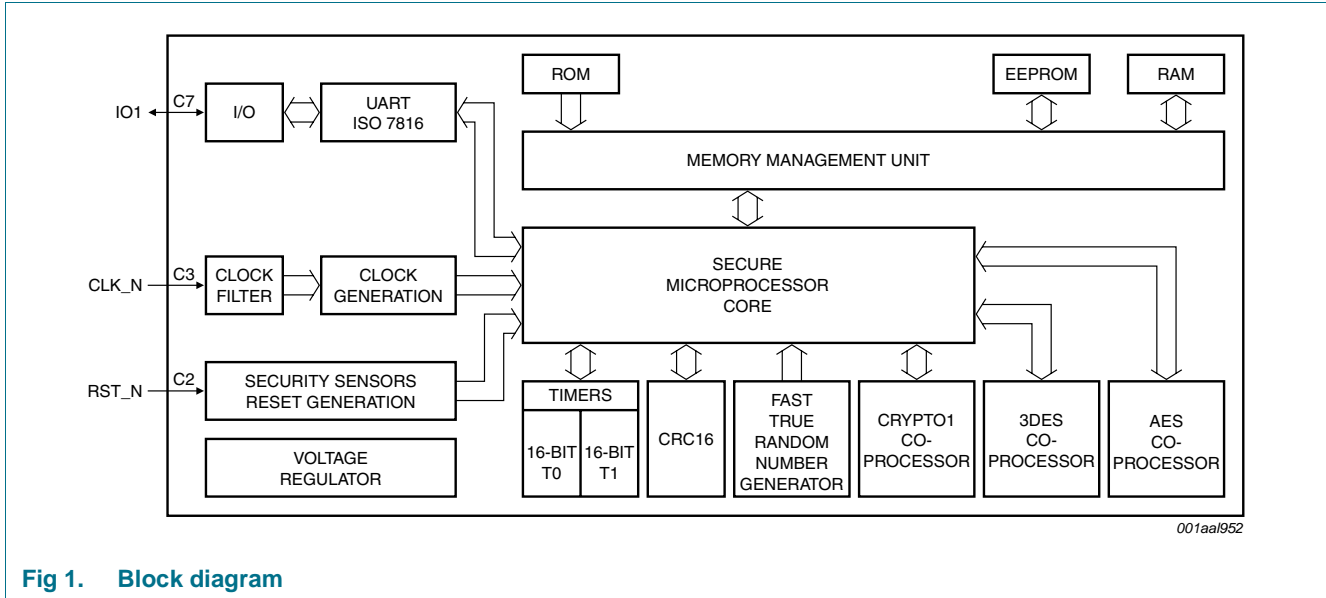 ROM
EEPROM
RAM
IO1
C7
I/O
UART
ISO 7816
MEMORY MANAGEMENT UNIT
CLK_N
C3
CLOCK
FILTER
CLOCK
GENERATION
SECURE
MICROPROCESSOR
CORE
RST_N
C2
SECURITY SENSORS
RESET GENERATION
VOLTAGE
REGULATOR
TIMERS
16-BIT
T0
16-BIT
T1
CRC16
FAST
TRUE
RANDOM
NUMBER
GENERATOR
CRYPTO1
CO-
PROCESSOR
3DES
CO-
PROCESSOR
AES
CO-
PROCESSOR
001aal952
Fig 1. Block diagram